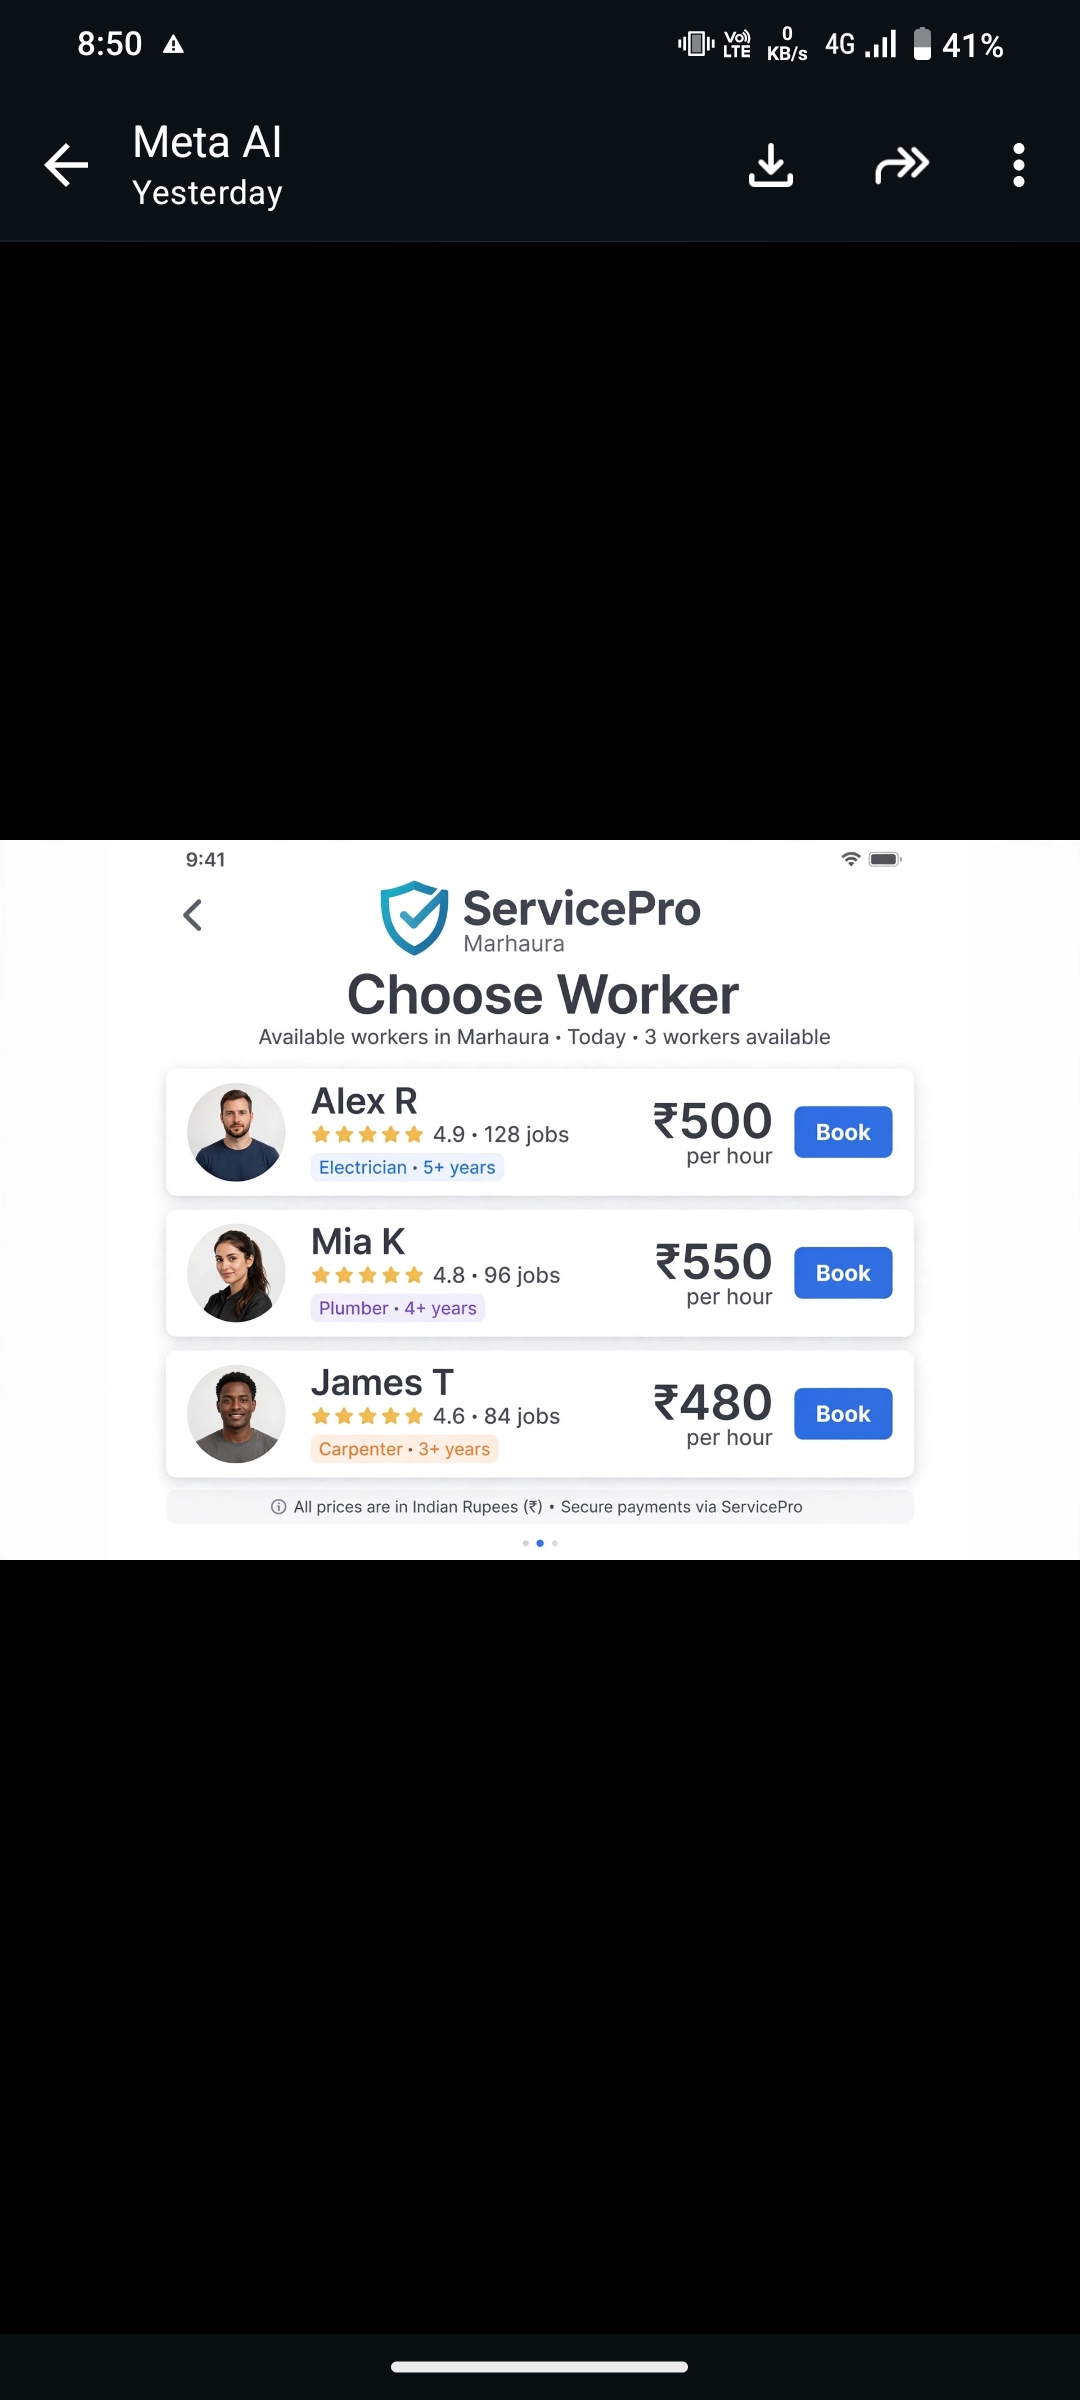 8:50
Vo)) LTE
0 KB/s
4G
41%
Meta AI
Yesterday
9:41
ServicePro
Marhaura
Choose Worker
Available workers in Marhaura • Today • 3 workers available
Alex R
4.9 • 128 jobs
Electrician • 5+ years
₹500
per hour
Book
Mia K
4.8 • 96 jobs
Plumber • 4+ years
₹550
per hour
Book
James T
4.6 • 84 jobs
Carpenter • 3+ years
₹480
per hour
Book
All prices are in Indian Rupees (₹) • Secure payments via ServicePro